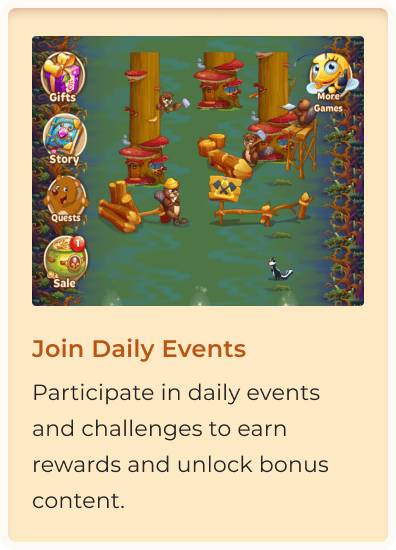 Gifts
More
Games
Story
Quests
1
Sale
Join Daily Events
Participate in daily events
and challenges to earn
rewards and unlock bonus
content.